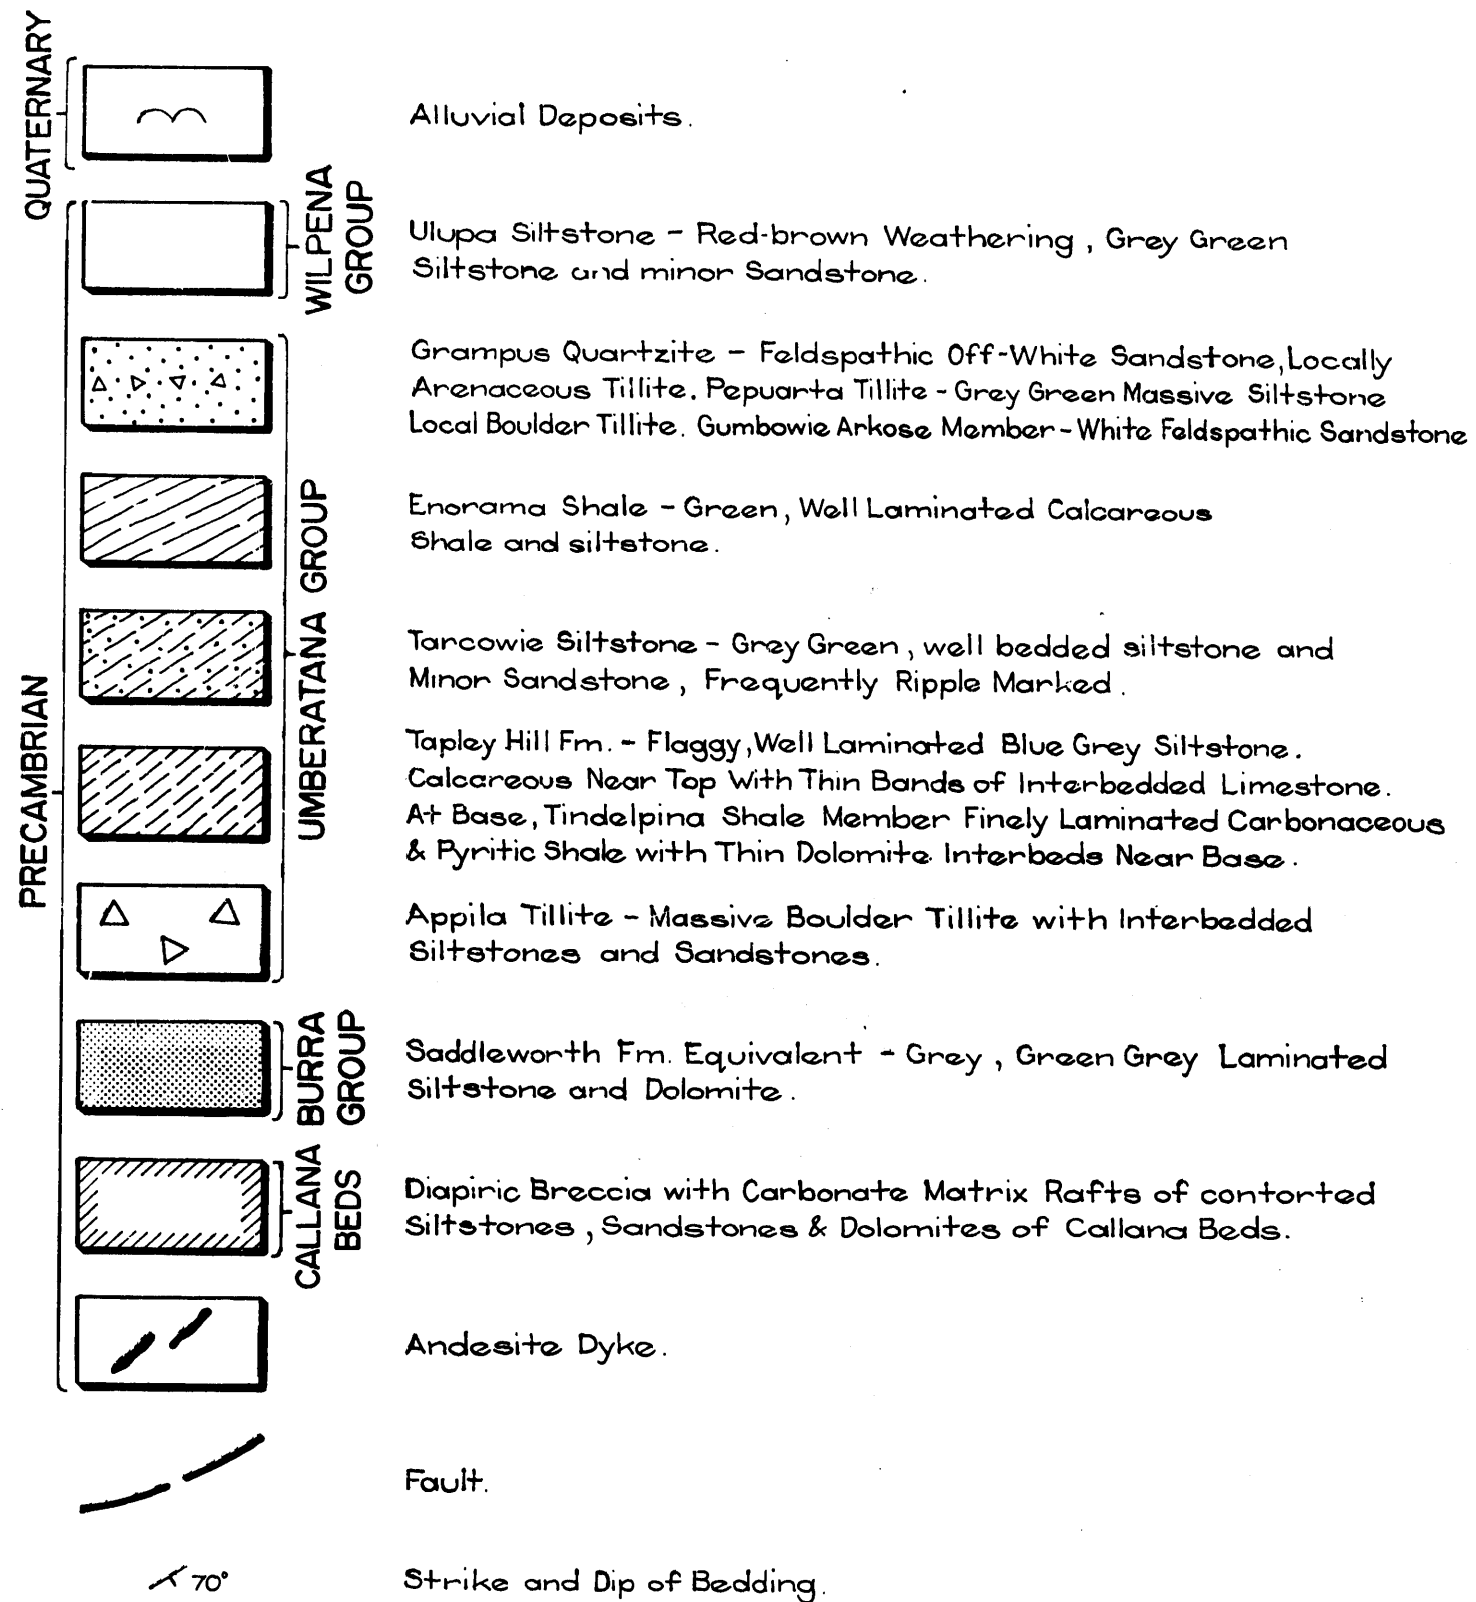 QUATERNARY
Alluvial Deposits.
PRECAMBRIAN
WILPENA
GROUP
Ulupa Siltstone - Red-brown Weathering, Grey Green
Siltstone and minor Sandstone.
UMBERATANA GROUP
Grampus Quartzite - Feldspathic Off-White Sandstone, Locally
Arenaceous Tillite. Pepuarta Tillite - Grey Green Massive Siltstone
Local Boulder Tillite. Gumbowie Arkose Member - White Feldspathic Sandstone
Enorama Shale - Green, Well Laminated Calcareous
Shale and siltstone.
Tarcowie Siltstone - Grey Green, well bedded siltstone and
Minor Sandstone, Frequently Ripple Marked.
Tapley Hill Fm. - Flaggy, Well Laminated Blue Grey Siltstone.
Calcareous Near Top With Thin Bands of Interbedded Limestone.
At Base, Tindelpina Shale Member Finely Laminated Carbonaceous
& Pyritic Shale with Thin Dolomite Interbeds Near Base.
Appila Tillite - Massive Boulder Tillite with Interbedded
Siltstones and Sandstones.
BURRA
GROUP
Saddleworth Fm. Equivalent - Grey, Green Grey Laminated
Siltstone and Dolomite.
CALLANA
BEDS
Diapiric Breccia with Carbonate Matrix Rafts of contorted
Siltstones, Sandstones & Dolomites of Callana Beds.
Andesite Dyke.
Fault.
70°
Strike and Dip of Bedding.